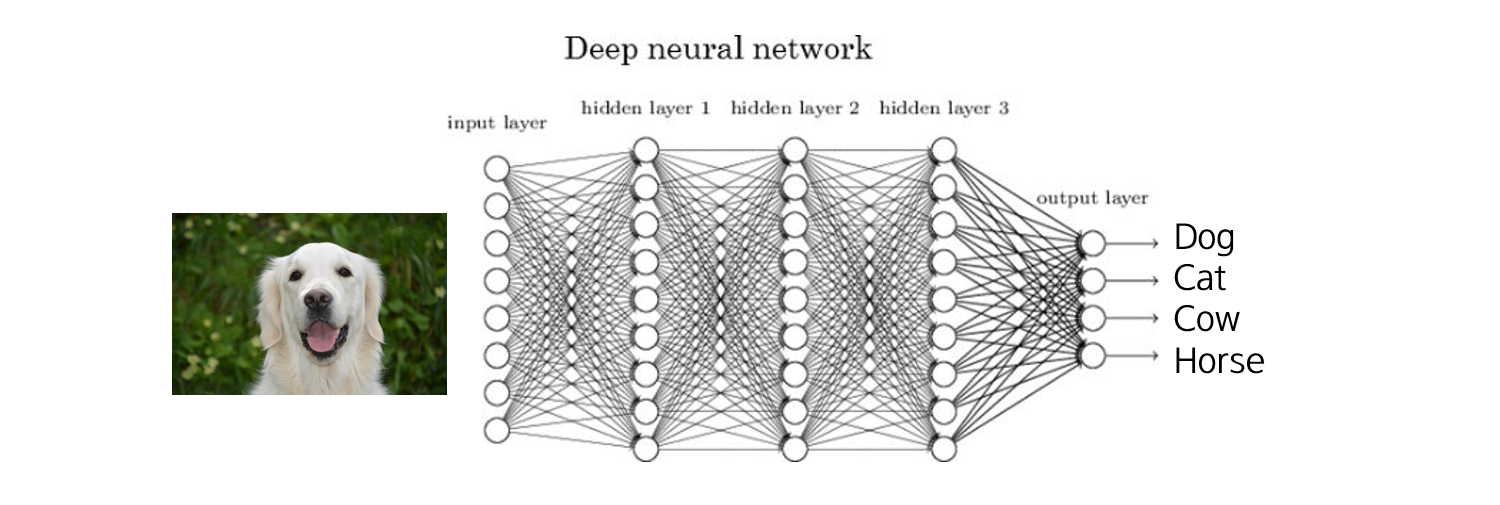 Deep neural network
input layer
hidden layer 1
hidden layer 2
hidden layer 3
output layer
Dog
Cat
Cow
Horse